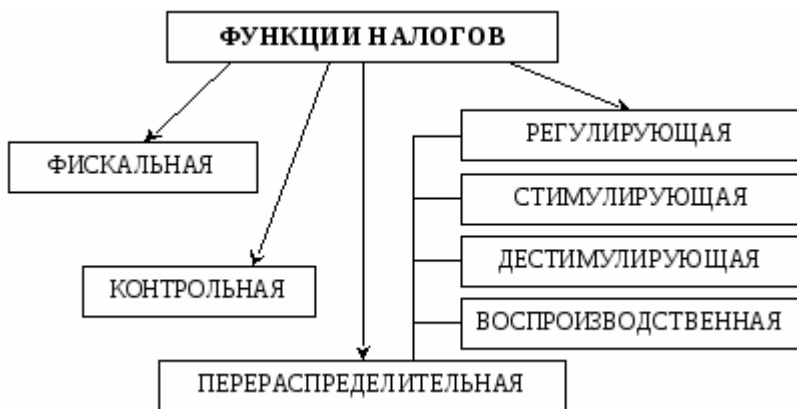 ФУНКЦИИ НАЛОГОВ
РЕГУЛИРУЮЩАЯ
ФИСКАЛЬНАЯ
СТИМУЛИРУЮЩАЯ
ДЕСТИМУЛИРУЮЩАЯ
КОНТРОЛЬНАЯ
ВОСПРОИЗВОДСТВЕННАЯ
ПЕРЕРАСПРЕДЕЛИТЕЛЬНАЯ